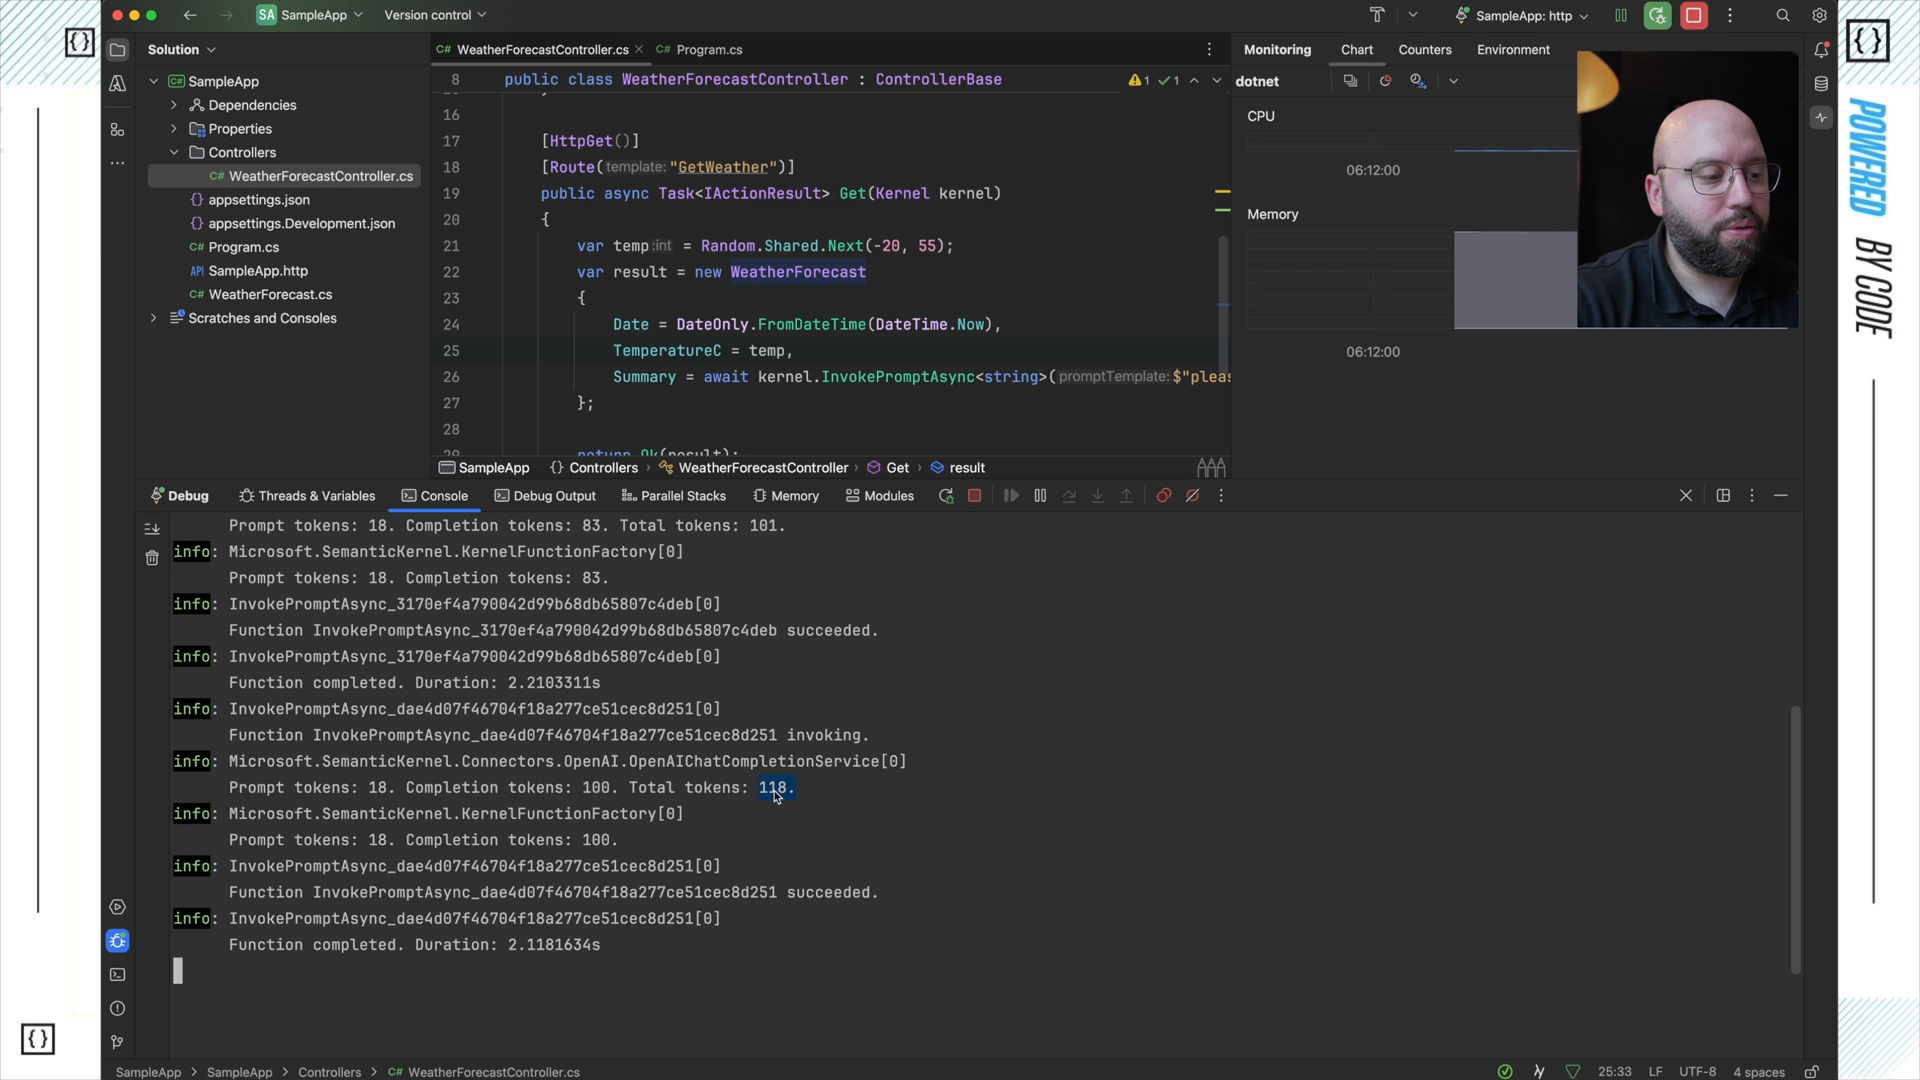 SA SampleApp
Version control
SampleApp: http
Solution
WeatherForecastController.cs
Program.cs
Monitoring
Chart
Counters
Environment
SampleApp
Dependencies
Properties
Controllers
C# WeatherForecastController.cs
{} appsettings.json
{} appsettings.Development.json
C# Program.cs
API SampleApp.http
C# WeatherForecast.cs
Scratches and Consoles
8 public class WeatherForecastController : ControllerBase
1 1
16
17 [HttpGet()]
18 [Route(template: "GetWeather")]
19 public async Task<IActionResult> Get(Kernel kernel)
20 {
21 var temp :int = Random.Shared.Next(-20, 55);
22 var result = new WeatherForecast
23 {
24 Date = DateOnly.FromDateTime(DateTime.Now),
25 TemperatureC = temp,
26 Summary = await kernel.InvokePromptAsync<string>(promptTemplate: $"pleas
27 };
28
29 return Ok(result);
dotnet
CPU
06:12:00
Memory
06:12:00
SampleApp {} Controllers > WeatherForecastController > Get > result
Debug
Threads & Variables
Console
Debug Output
Parallel Stacks
Memory
Modules
Prompt tokens: 18. Completion tokens: 83. Total tokens: 101.
info: Microsoft.SemanticKernel.KernelFunctionFactory[0]
Prompt tokens: 18. Completion tokens: 83.
info: InvokePromptAsync_3170ef4a790042d99b68db65807c4deb[0]
Function InvokePromptAsync_3170ef4a790042d99b68db65807c4deb succeeded.
info: InvokePromptAsync_3170ef4a790042d99b68db65807c4deb[0]
Function completed. Duration: 2.2103311s
info: InvokePromptAsync_dae4d07f46704f18a277ce51cec8d251[0]
Function InvokePromptAsync_dae4d07f46704f18a277ce51cec8d251 invoking.
info: Microsoft.SemanticKernel.Connectors.OpenAI.OpenAIChatCompletionService[0]
Prompt tokens: 18. Completion tokens: 100. Total tokens: 118.
info: Microsoft.SemanticKernel.KernelFunctionFactory[0]
Prompt tokens: 18. Completion tokens: 100.
info: InvokePromptAsync_dae4d07f46704f18a277ce51cec8d251[0]
Function InvokePromptAsync_dae4d07f46704f18a277ce51cec8d251 succeeded.
info: InvokePromptAsync_dae4d07f46704f18a277ce51cec8d251[0]
Function completed. Duration: 2.1181634s
SampleApp > SampleApp > Controllers > C# WeatherForecastController.cs
25:33 LF UTF-8 4 spaces
POWERED BY CODE